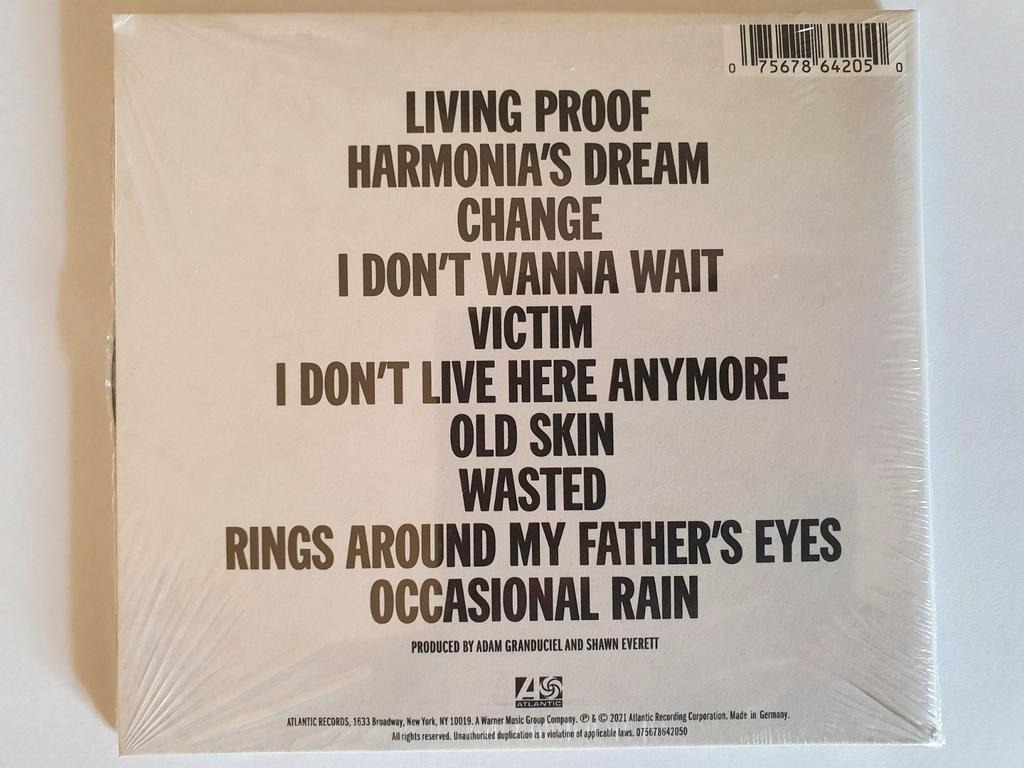 0 75678 64205 0
LIVING PROOF
HARMONIA'S DREAM
CHANGE
I DON'T WANNA WAIT
VICTIM
I DON'T LIVE HERE ANYMORE
OLD SKIN
WASTED
RINGS AROUND MY FATHER'S EYES
OCCASIONAL RAIN
PRODUCED BY ADAM GRANDUCIEL AND SHAWN EVERETT
ATLANTIC
ATLANTIC RECORDS, 1633 Broadway, New York, NY 10019. A Warner Music Group Company. ℗ & © 2021 Atlantic Recording Corporation. Made in Germany.
All rights reserved. Unauthorized duplication is a violation of applicable laws. 075678642050